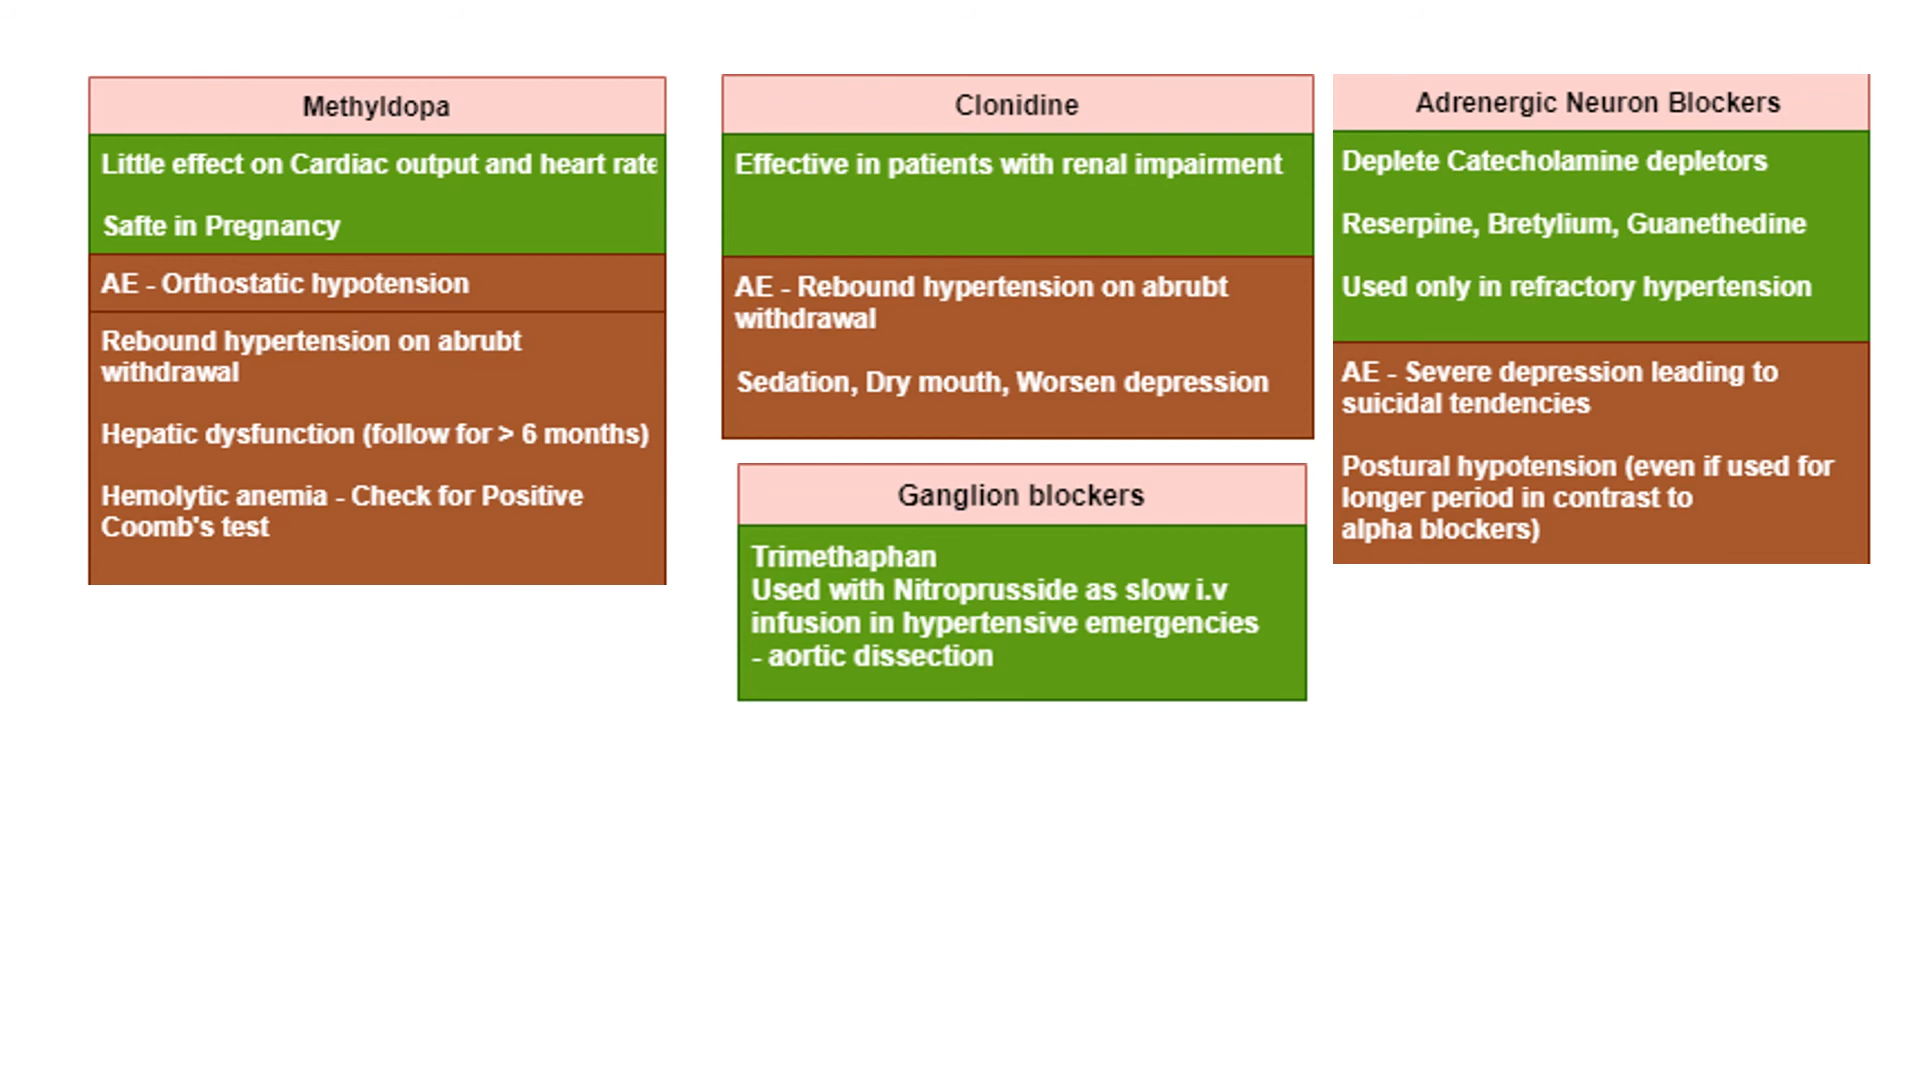 Methyldopa
Little effect on Cardiac output and heart rate
Safte in Pregnancy
AE - Orthostatic hypotension
Rebound hypertension on abrubt
withdrawal
Hepatic dysfunction (follow for > 6 months)
Hemolytic anemia - Check for Positive
Coomb's test
Clonidine
Effective in patients with renal impairment
AE - Rebound hypertension on abrubt
withdrawal
Sedation, Dry mouth, Worsen depression
Ganglion blockers
Trimethaphan
Used with Nitroprusside as slow i.v
infusion in hypertensive emergencies
- aortic dissection
Adrenergic Neuron Blockers
Deplete Catecholamine depletors
Reserpine, Bretylium, Guanethedine
Used only in refractory hypertension
AE - Severe depression leading to
suicidal tendencies
Postural hypotension (even if used for
longer period in contrast to
alpha blockers)